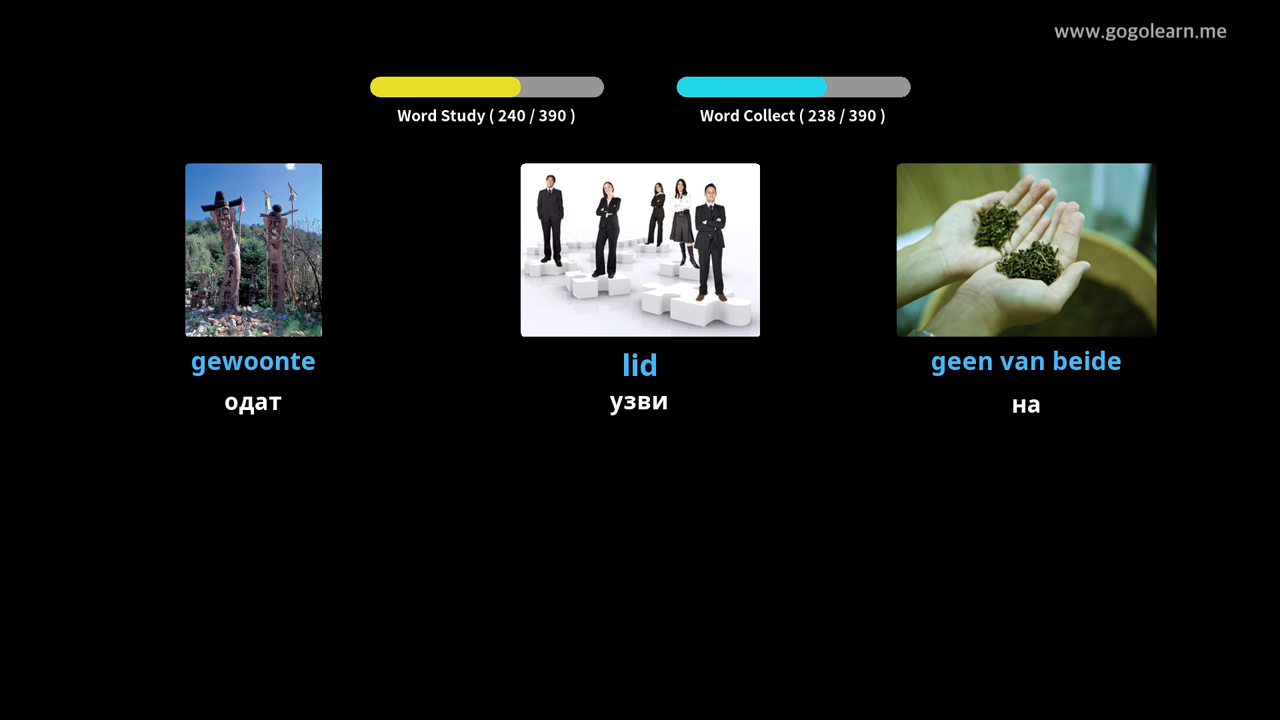 www.gogolearn.me
Word Study ( 240 / 390 )
Word Collect ( 238 / 390 )
gewoonte
одат
lid
узви
geen van beide
на